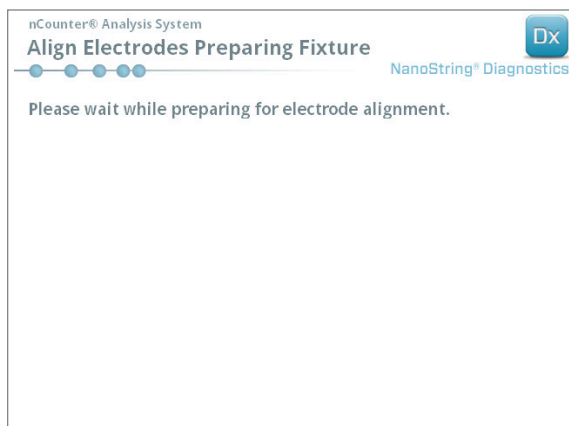 nCounter® Analysis System
Align Electrodes Preparing Fixture
Dx
NanoString® Diagnostics
Please wait while preparing for electrode alignment.